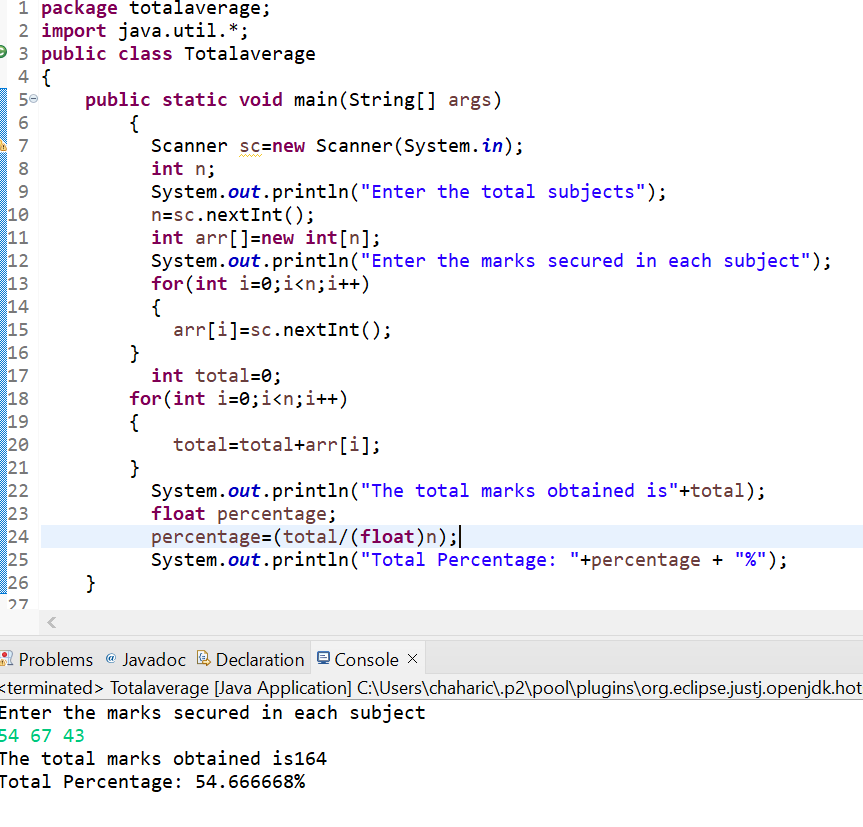 1 package totalaverage;
2 import java.util.*;
3 public class Totalaverage
4 {
5 public static void main(String[] args)
6 {
7 Scanner sc=new Scanner(System.in);
8 int n;
9 System.out.println("Enter the total subjects");
10 n=sc.nextInt();
11 int arr[]=new int[n];
12 System.out.println("Enter the marks secured in each subject");
13 for(int i=0;i<n;i++)
14 {
15 arr[i]=sc.nextInt();
16 }
17 int total=0;
18 for(int i=0;i<n;i++)
19 {
20 total=total+arr[i];
21 }
22 System.out.println("The total marks obtained is"+total);
23 float percentage;
24 percentage=(total/(float)n);
25 System.out.println("Total Percentage: "+percentage + "%");
26 }
27
Problems @ Javadoc Declaration Console
<terminated> Totalaverage [Java Application] C:\Users\chaharic\.p2\pool\plugins\org.eclipse.justj.openjdk.hot
Enter the marks secured in each subject
54 67 43
The total marks obtained is164
Total Percentage: 54.666668%